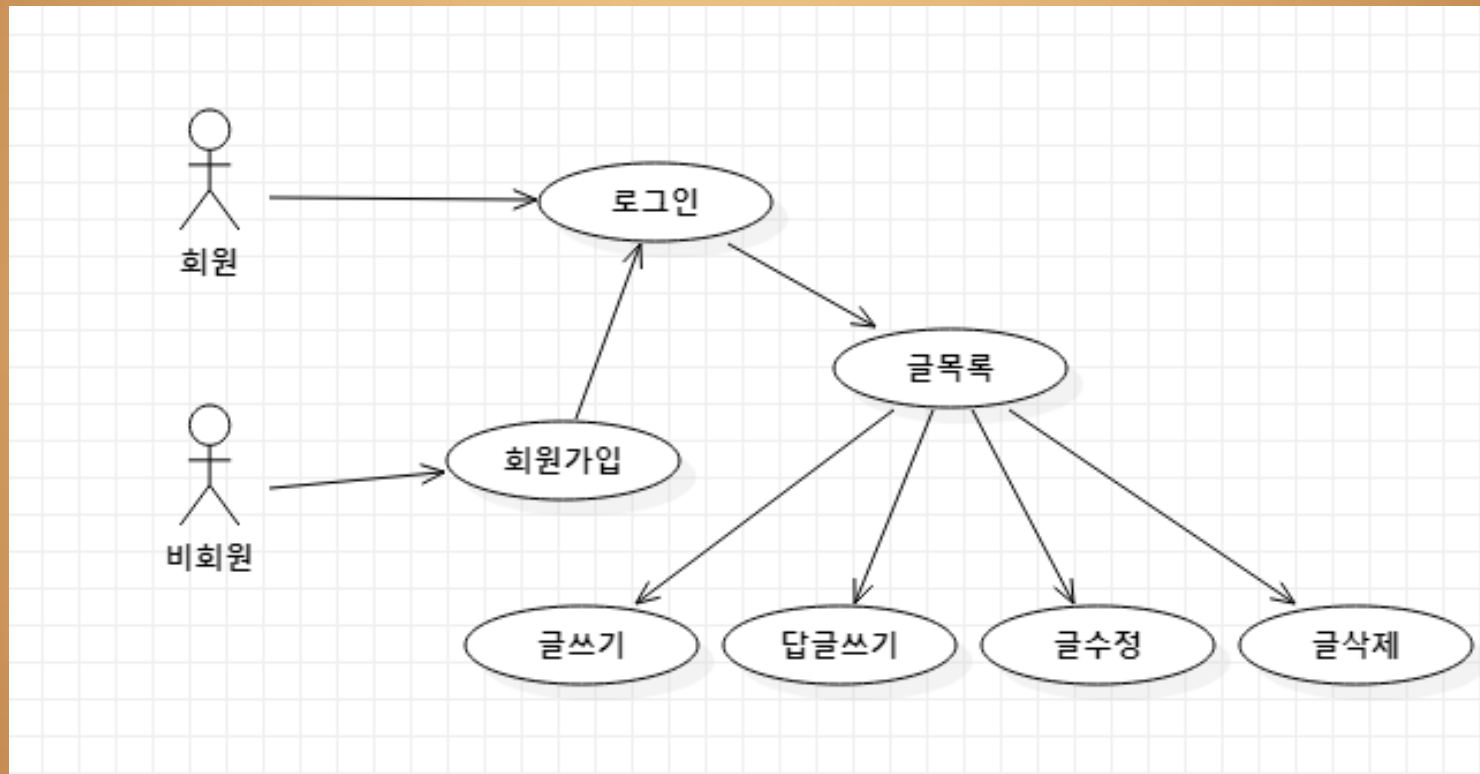 로그인
회원
글목록
회원가입
비회원
글쓰기
답글쓰기
글수정
글삭제